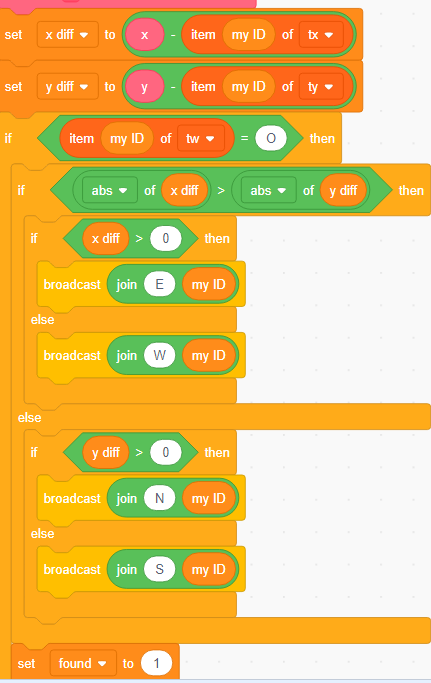 set x diff to x - item my ID of tx
set y diff to y - item my ID of ty
if item my ID of tw = O then
if abs of x diff > abs of y diff then
if x diff > 0 then
broadcast join E my ID
else
broadcast join W my ID
else
if y diff > 0 then
broadcast join N my ID
else
broadcast join S my ID
set found to 1